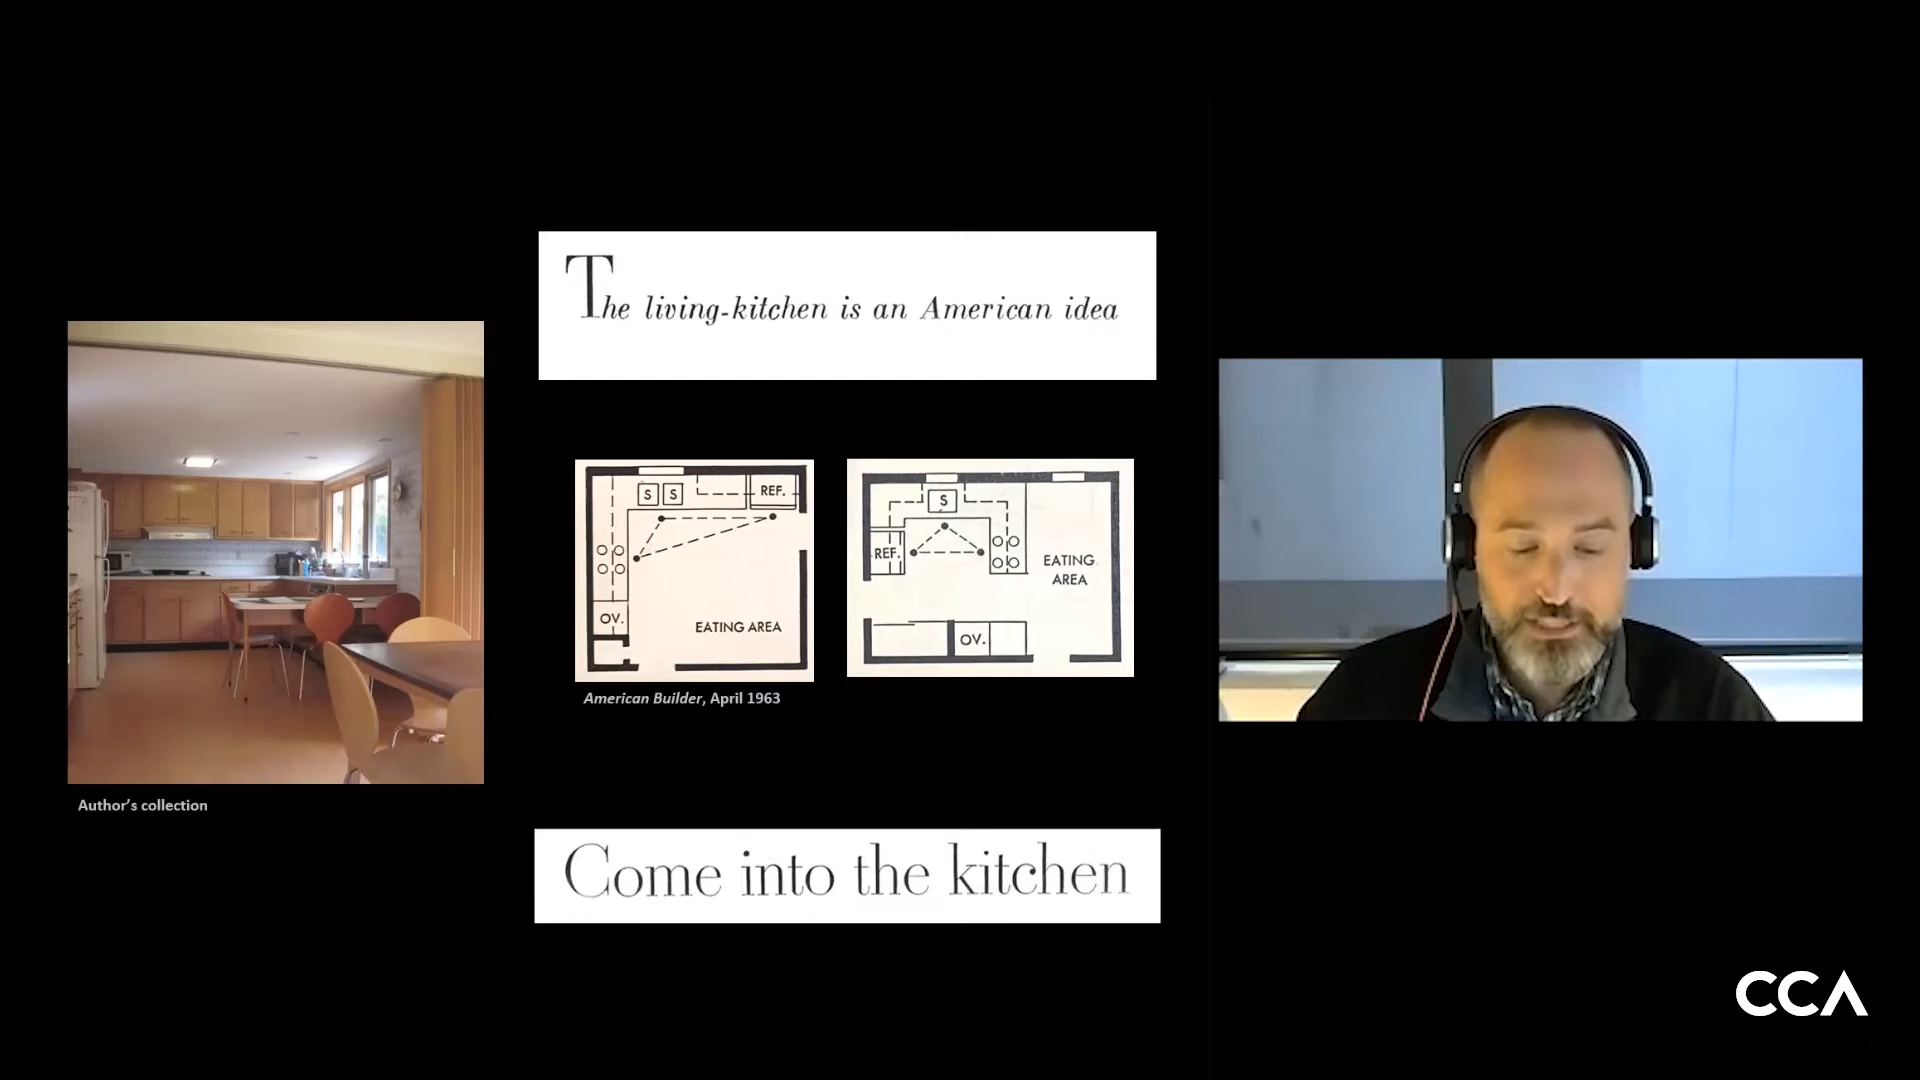 The living-kitchen is an American idea
S S REF.
OV.
EATING AREA
S
REF.
EATING
AREA
OV.
American Builder, April 1963
Author's collection
Come into the kitchen
CCA